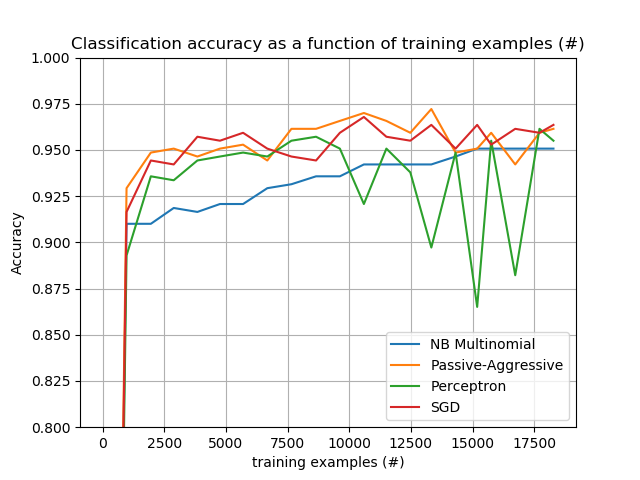 Classification accuracy as a function of training examples (#)
1.000
0.975
0.950
0.925
0.900
0.875
0.850
0.825
0.800
Accuracy
NB Multinomial
Passive-Aggressive
Perceptron
SGD
0 2500 5000 7500 10000 12500 15000 17500
training examples (#)